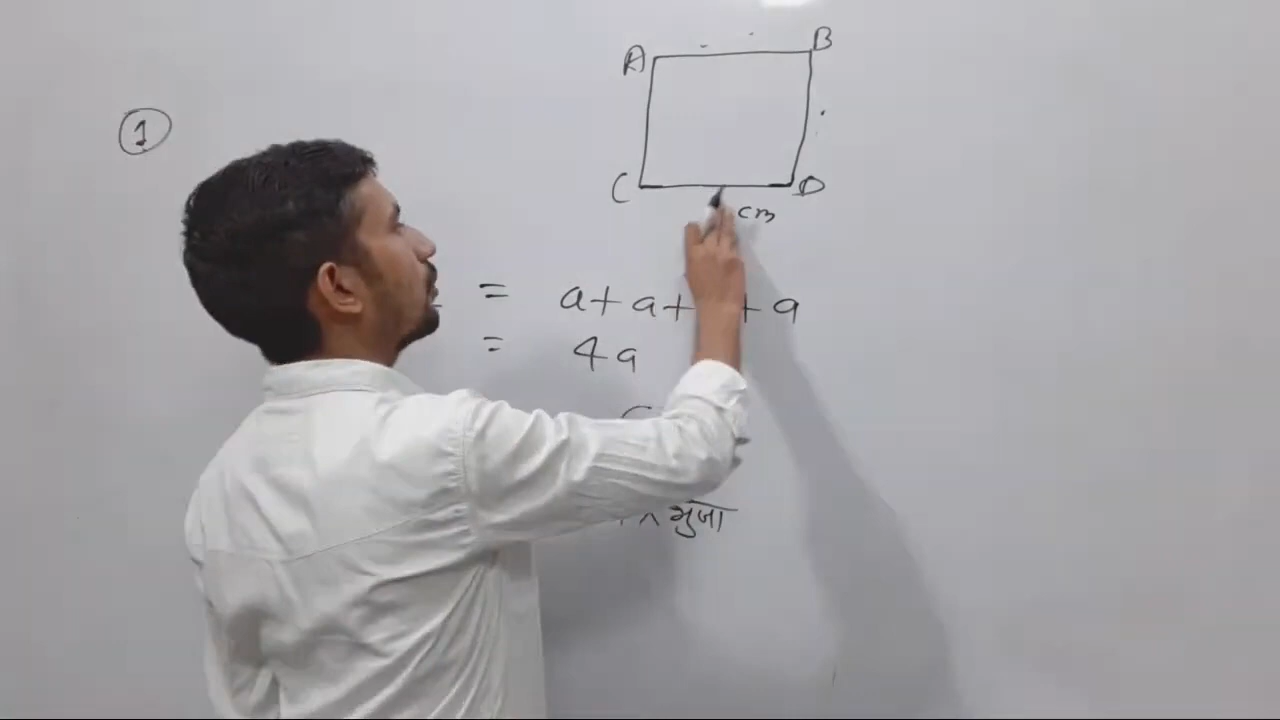 1
A B
C D
cm
= a + a + + a
= 4a
× भुजा